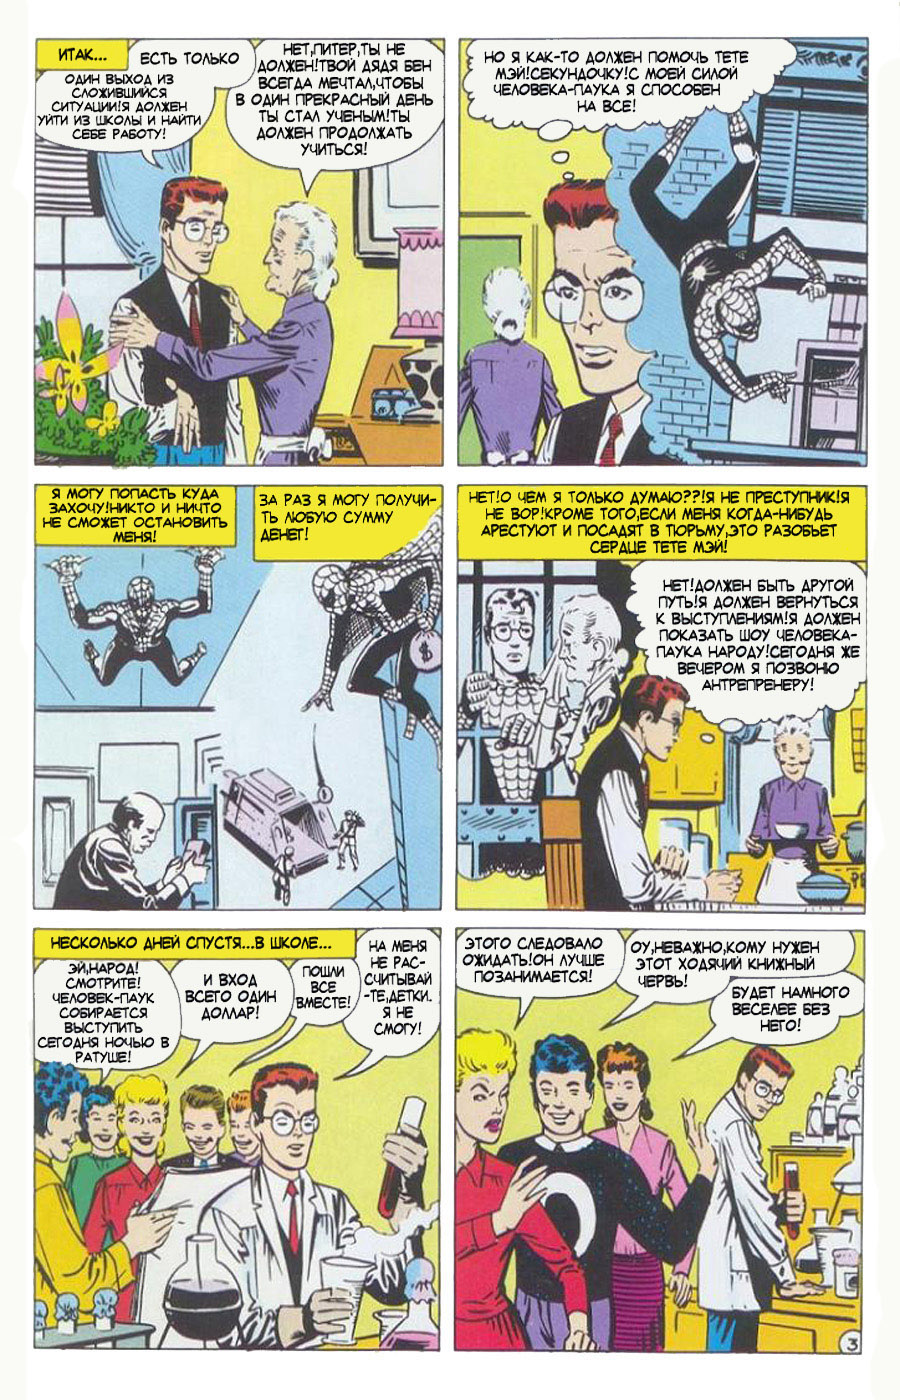 ИТАК...
ЕСТЬ ТОЛЬКО
ОДИН ВЫХОД ИЗ
СЛОЖИВШИЙСЯ
СИТУАЦИИ!Я ДОЛЖЕН
УЙТИ ИЗ ШКОЛЫ И НАЙТИ
СЕБЕ РАБОТУ!
НЕТ,ПИТЕР,ТЫ НЕ
ДОЛЖЕН!ТВОЙ ДЯДЯ БЕН
ВСЕГДА МЕЧТАЛ,ЧТОБЫ
В ОДИН ПРЕКРАСНЫЙ ДЕНЬ
ТЫ СТАЛ УЧЕНЫМ!ТЫ
ДОЛЖЕН ПРОДОЛЖАТЬ
УЧИТЬСЯ!
НО Я КАК-ТО ДОЛЖЕН ПОМОЧЬ ТЕТЕ
МЭЙ!СЕКУНДОЧКУ!С МОЕЙ СИЛОЙ
ЧЕЛОВЕКА-ПАУКА Я СПОСОБЕН
НА ВСЕ!
Я МОГУ ПОПАСТЬ КУДА
ЗАХОЧУ!НИКТО И НИЧТО
НЕ СМОЖЕТ ОСТАНОВИТЬ
МЕНЯ!
ЗА РАЗ Я МОГУ ПОЛУЧИ-
ТЬ ЛЮБУЮ СУММУ
ДЕНЕГ!
$
НЕТ!О ЧЕМ Я ТОЛЬКО ДУМАЮ??!Я НЕ ПРЕСТУПНИК!Я
НЕ ВОР!КРОМЕ ТОГО,ЕСЛИ МЕНЯ КОГДА-НИБУДЬ
АРЕСТУЮТ И ПОСАДЯТ В ТЮРЬМУ,ЭТО РАЗОБЬЕТ
СЕРДЦЕ ТЕТЕ МЭЙ!
НЕТ!ДОЛЖЕН БЫТЬ ДРУГОЙ
ПУТЬ!Я ДОЛЖЕН ВЕРНУТЬСЯ
К ВЫСТУПЛЕНИЯМ!Я ДОЛЖЕН
ПОКАЗАТЬ ШОУ ЧЕЛОВЕКА-
ПАУКА НАРОДУ!СЕГОДНЯ ЖЕ
ВЕЧЕРОМ Я ПОЗВОНЮ
АНТРЕПРЕНЕРУ!
НЕСКОЛЬКО ДНЕЙ СПУСТЯ...В ШКОЛЕ...
ЭЙ,НАРОД!
СМОТРИТЕ!
ЧЕЛОВЕК-ПАУК
СОБИРАЕТСЯ
ВЫСТУПИТЬ
СЕГОДНЯ НОЧЬЮ В
РАТУШЕ!
И ВХОД
ВСЕГО ОДИН
ДОЛЛАР!
ПОШЛИ
ВСЕ
ВМЕСТЕ!
НА МЕНЯ
НЕ РАС-
СЧИТЫВАЙ
-ТЕ,ДЕТКИ.
Я НЕ
СМОГУ!
ЭТОГО СЛЕДОВАЛО
ОЖИДАТЬ!ОН ЛУЧШЕ
ПОЗАНИМАЕТСЯ!
ОУ,НЕВАЖНО,КОМУ НУЖЕН
ЭТОТ ХОДЯЧИЙ КНИЖНЫЙ
ЧЕРВЬ!
БУДЕТ НАМНОГО
ВЕСЕЛЕЕ БЕЗ
НЕГО!
3